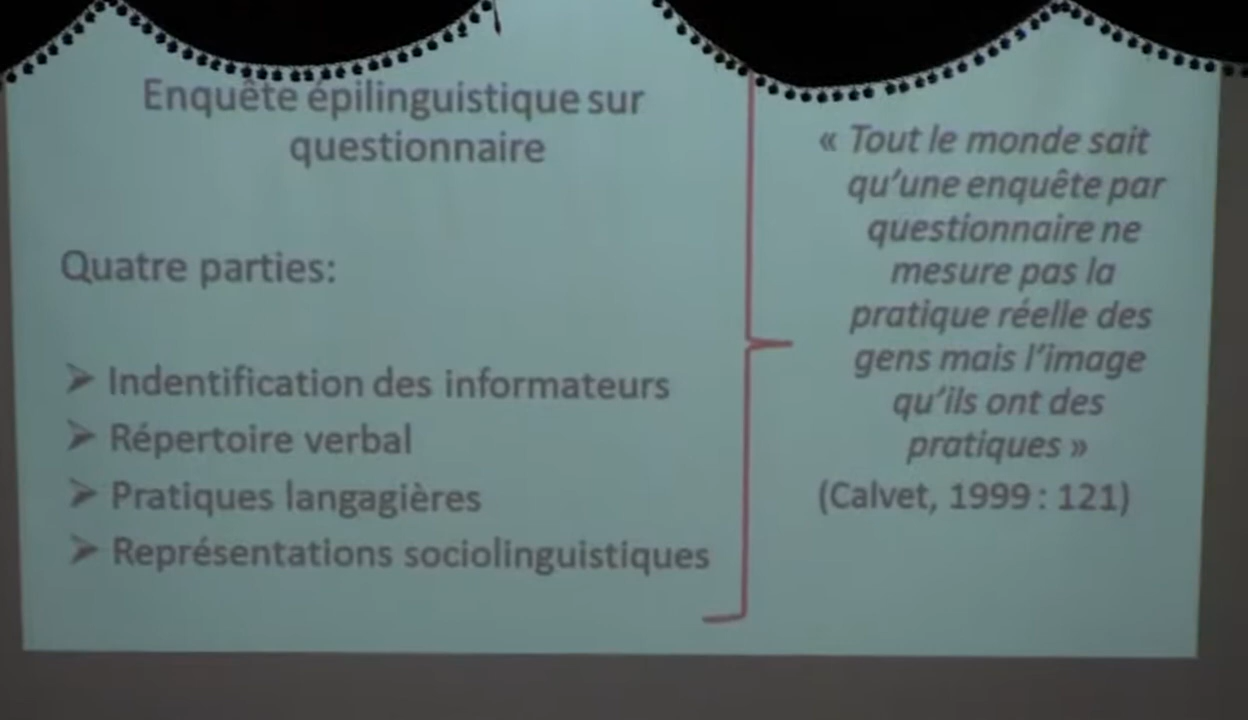 Enquête épilinguistique sur
questionnaire
Quatre parties:
➢ Indentification des informateurs
➢ Répertoire verbal
➢ Pratiques langagières
➢ Représentations sociolinguistiques
« Tout le monde sait
qu’une enquête par
questionnaire ne
mesure pas la
pratique réelle des
gens mais l’image
qu’ils ont des
pratiques »
(Calvet, 1999 : 121)